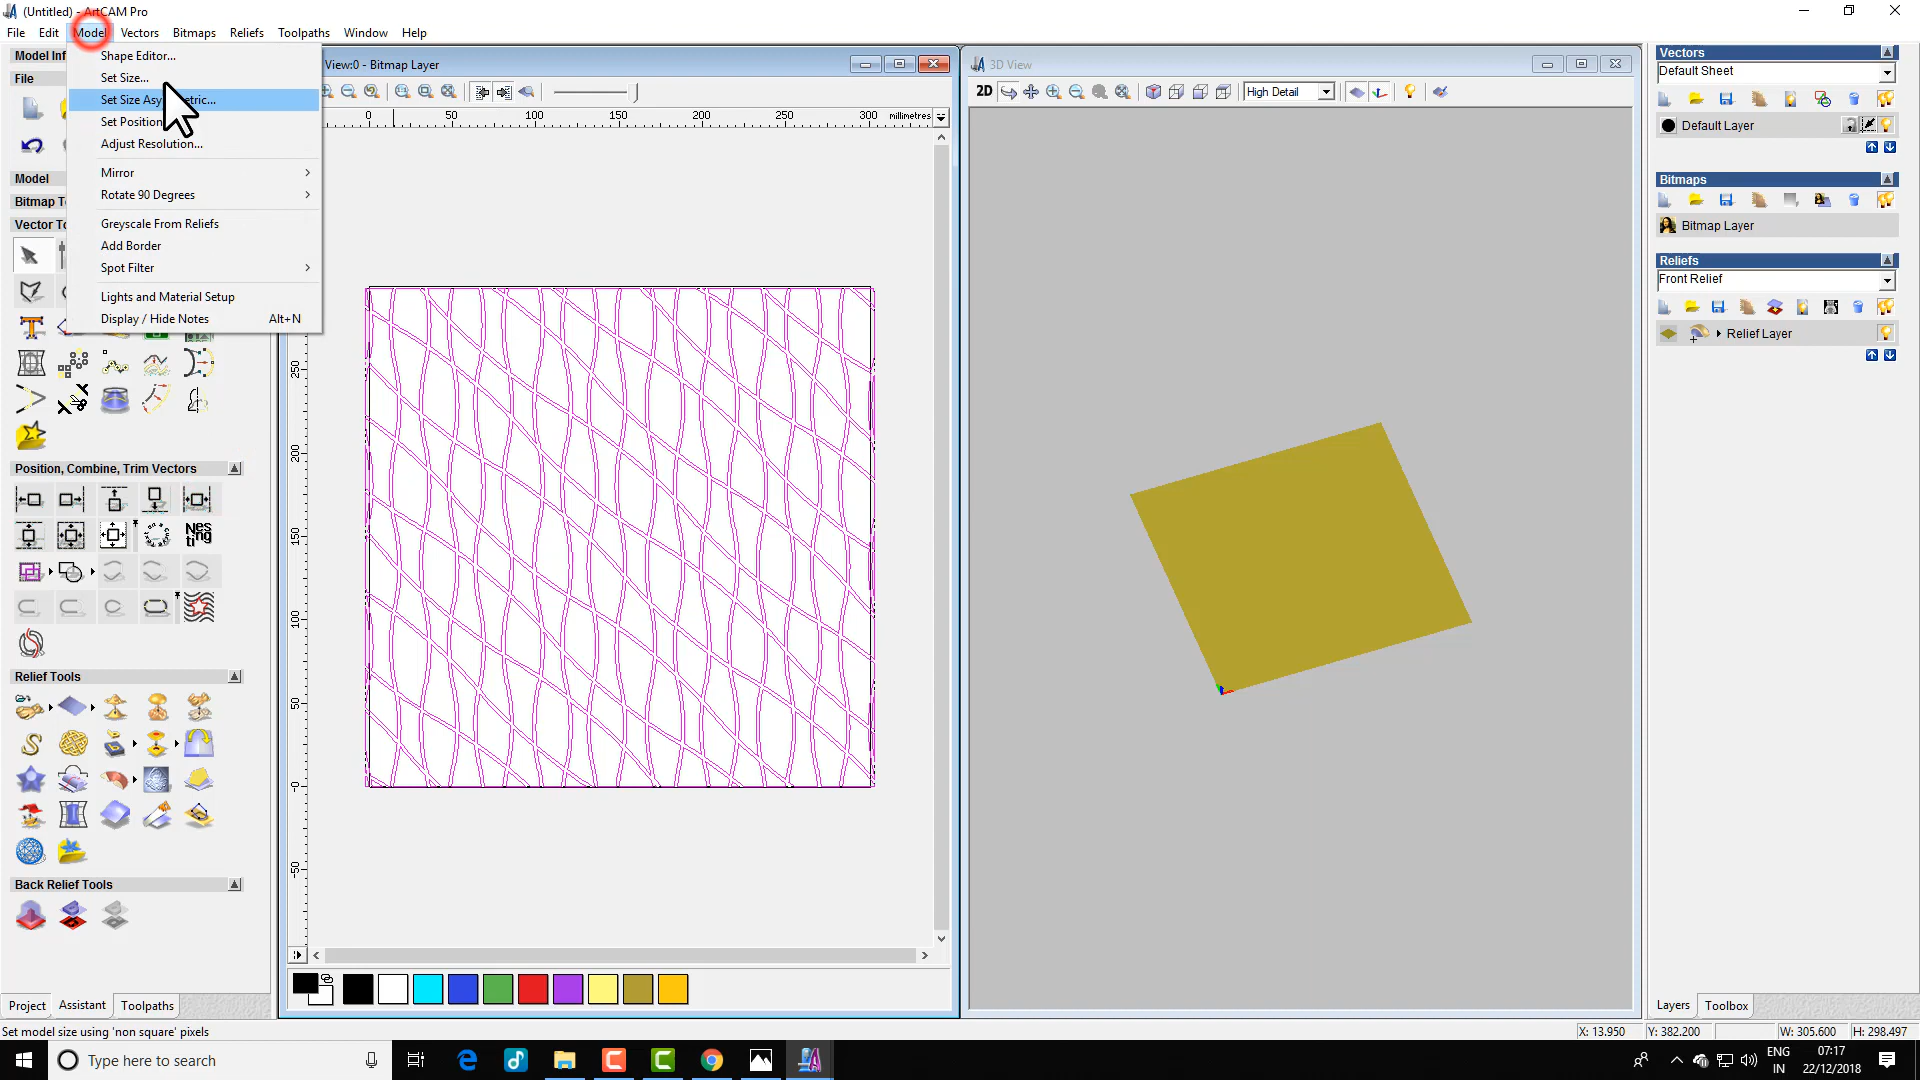 (Untitled) - ArtCAM Pro
File Edit Model Vectors Bitmaps Reliefs Toolpaths Window Help
Model Inf
File
Model
Bitmap To
Vector To
Shape Editor...
Set Size...
Set Size Asy etric...
Set Position
Adjust Resolution...
Mirror
Rotate 90 Degrees
Greyscale From Reliefs
Add Border
Spot Filter
Lights and Material Setup
Display / Hide Notes Alt+N
Position, Combine, Trim Vectors
Nes
ting
Relief Tools
Back Relief Tools
Project Assistant Toolpaths
View:0 - Bitmap Layer
0 50 100 150 200 250 300 millimetres
250
200
150
100
50
0
-50
3D View
2D High Detail
Vectors
Default Sheet
Default Layer
Bitmaps
Bitmap Layer
Reliefs
Front Relief
Relief Layer
Layers Toolbox
Set model size using 'non square' pixels
X: 13.950 Y: 382.200 W: 305.600 H: 298.497
Type here to search
ENG
IN
07:17
22/12/2018